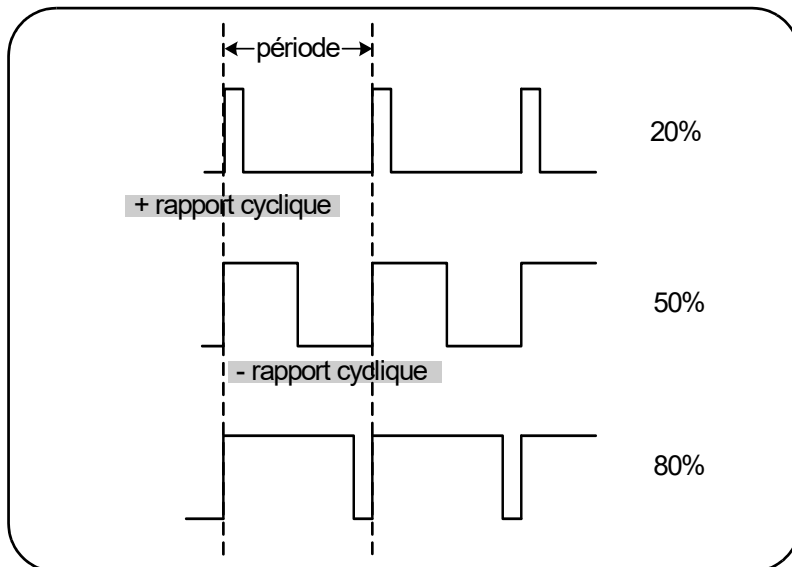 période
20%
+ rapport cyclique
50%
- rapport cyclique
80%